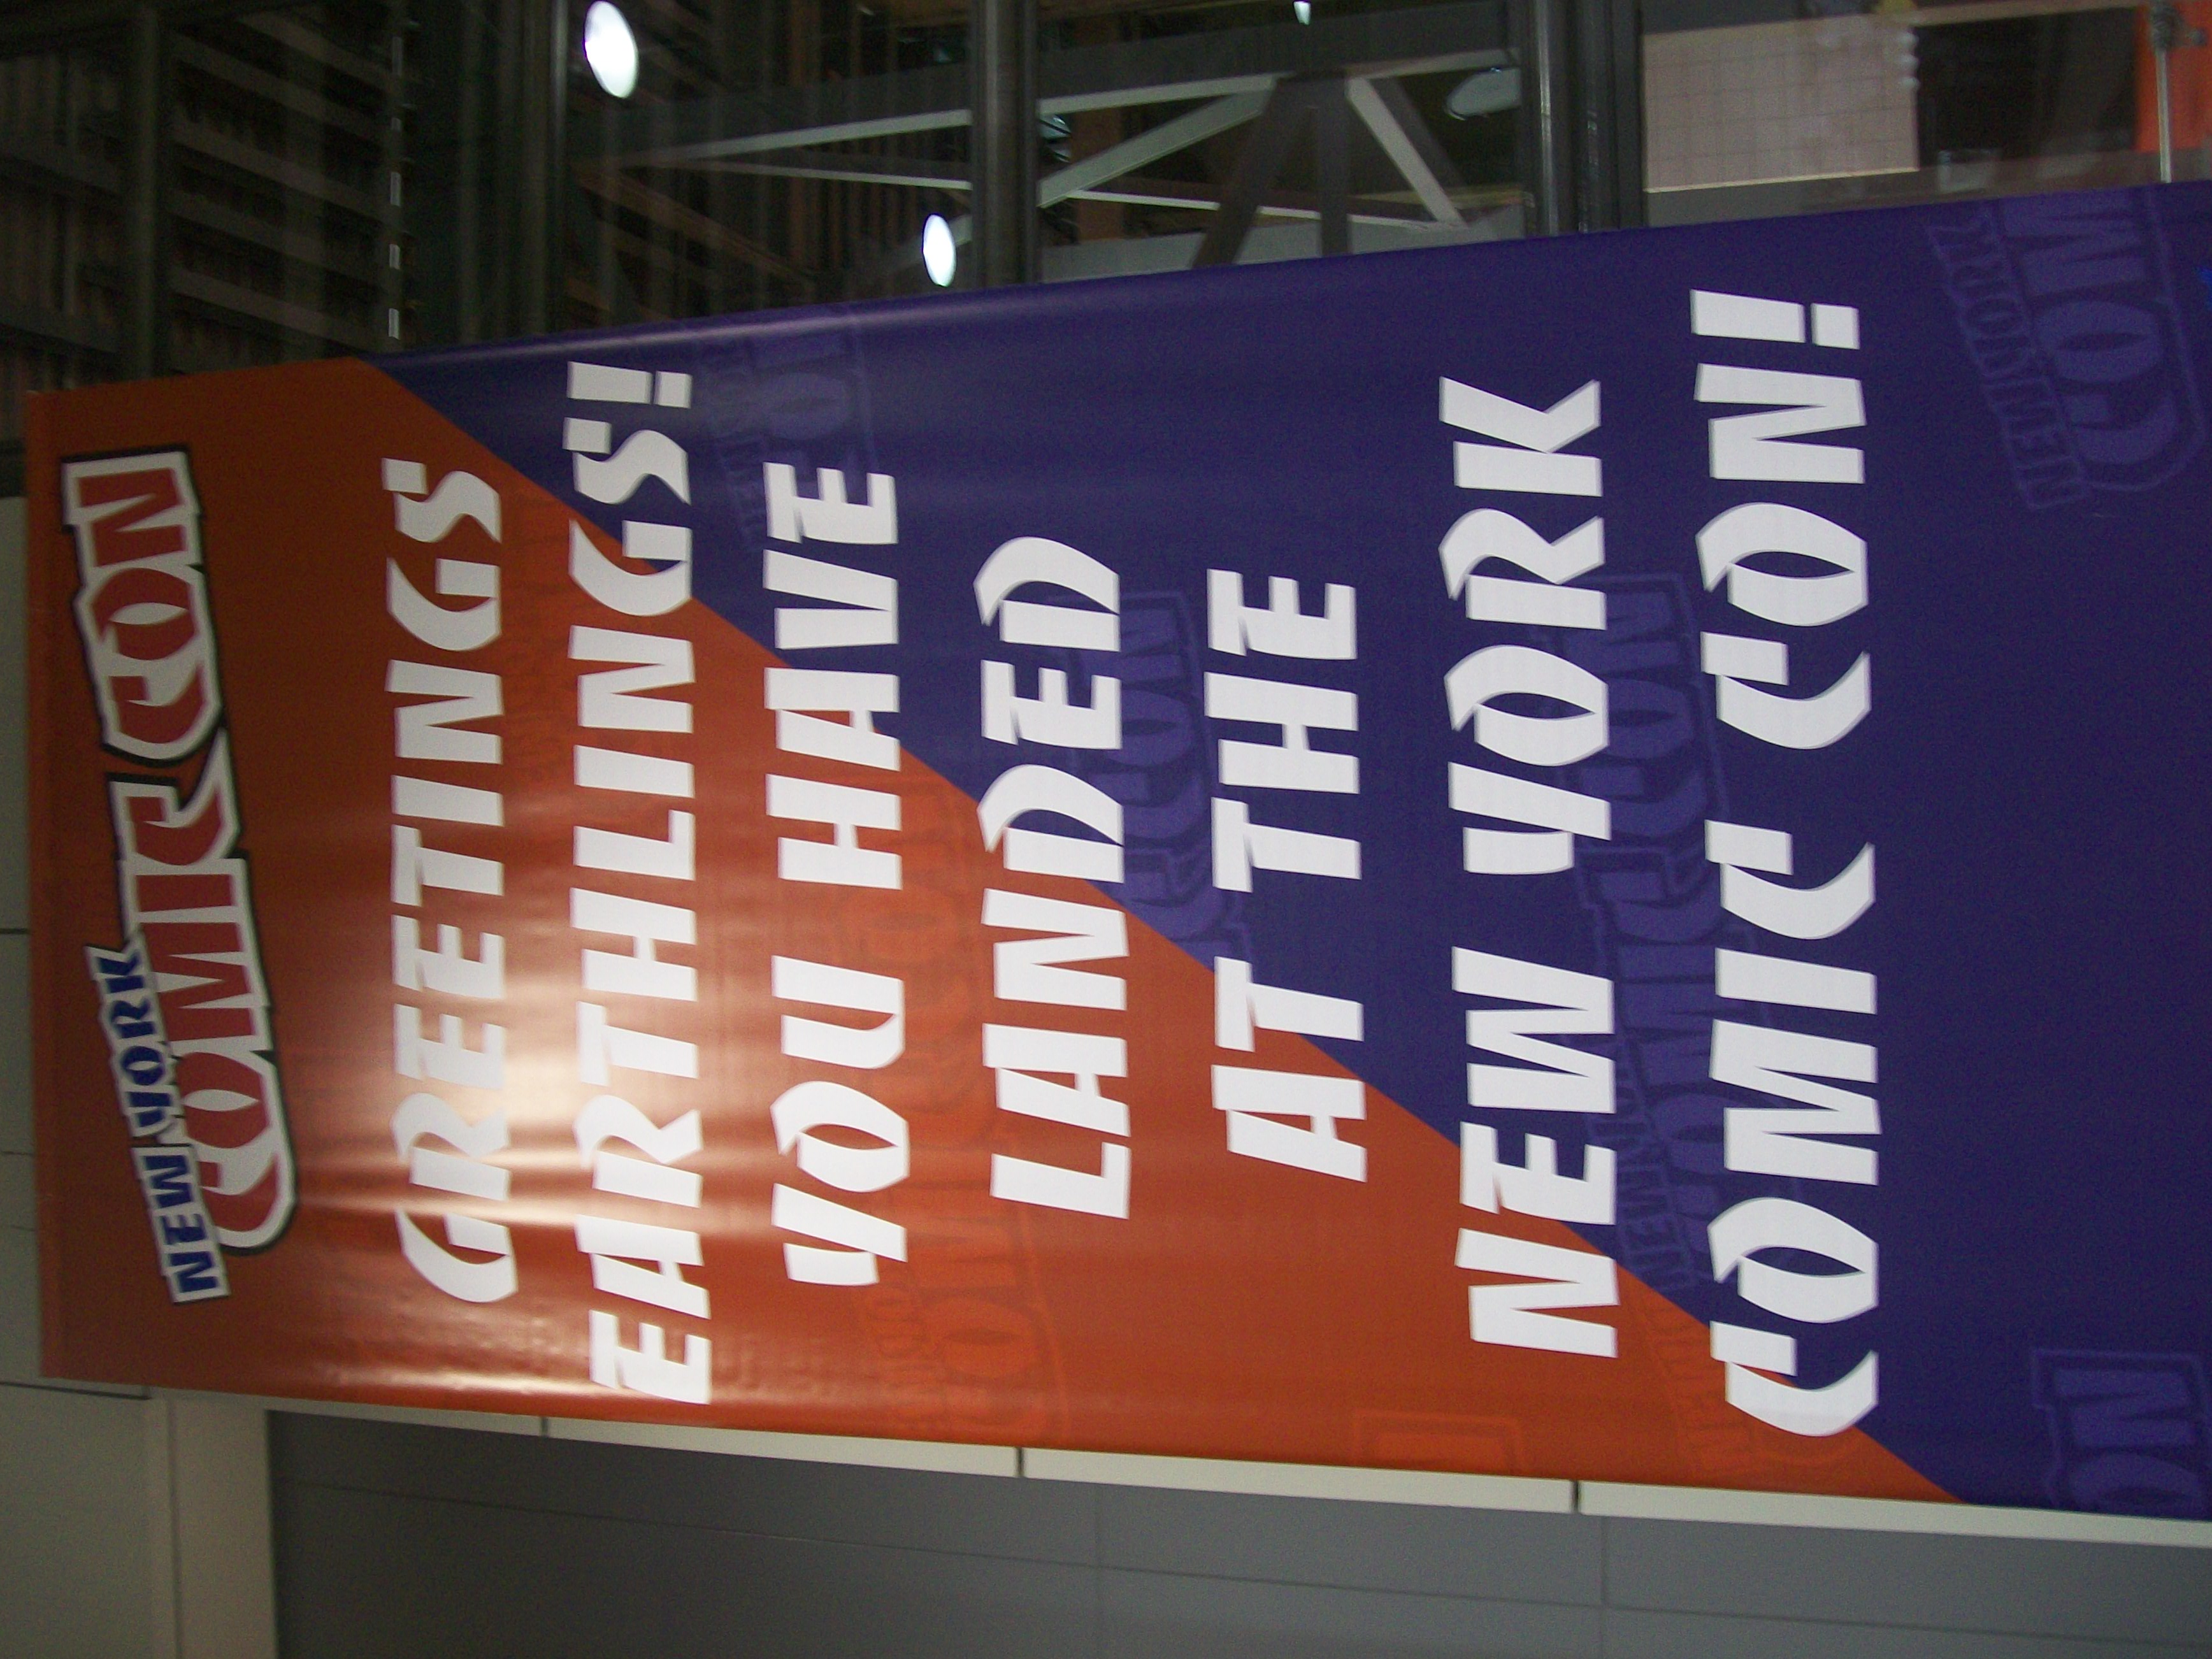 NEW YORK
COMIC CON
GREETINGS
EARTHLINGS!
YOU HAVE
LANDED
AT THE
NEW YORK
COMIC CON!